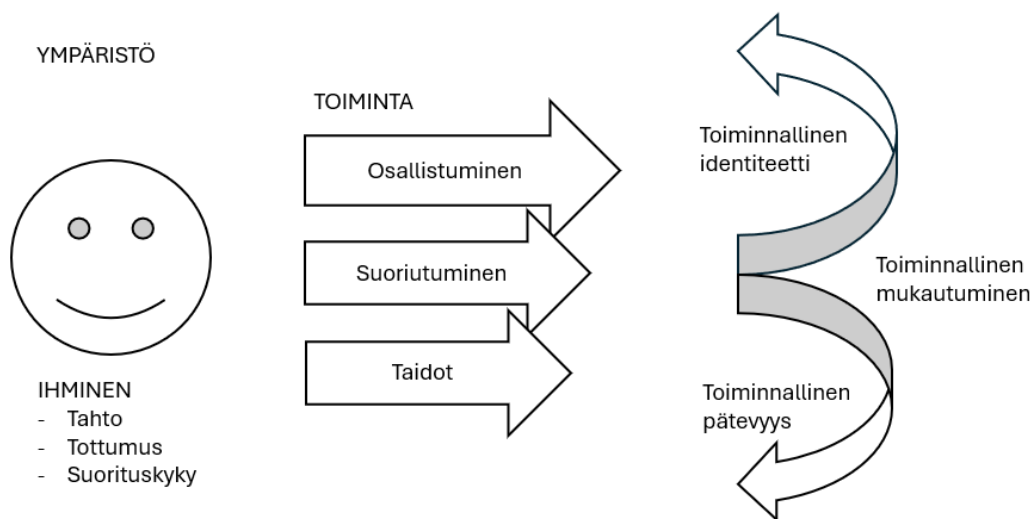 YMPÄRISTÖ
IHMINEN
- Tahto
- Tottumus
- Suorituskyky
TOIMINTA
Osallistuminen
Suoriutuminen
Taidot
Toiminnallinen
identiteetti
Toiminnallinen
mukautuminen
Toiminnallinen
pätevyys